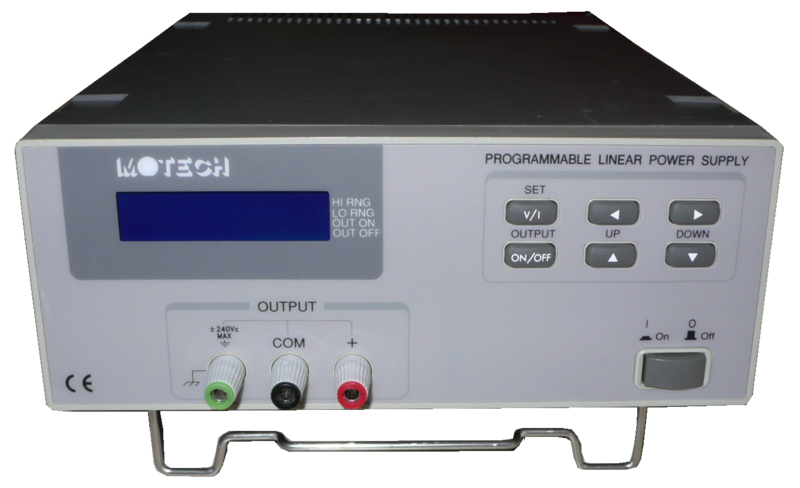 MOTECH
PROGRAMMABLE LINEAR POWER SUPPLY
HI RNG
LO RNG
OUT ON
OUT OFF
SET
V/I
OUTPUT
UP
DOWN
ON/OFF
OUTPUT
±240Vc
MAX
COM
+
I
O
On
Off
CE